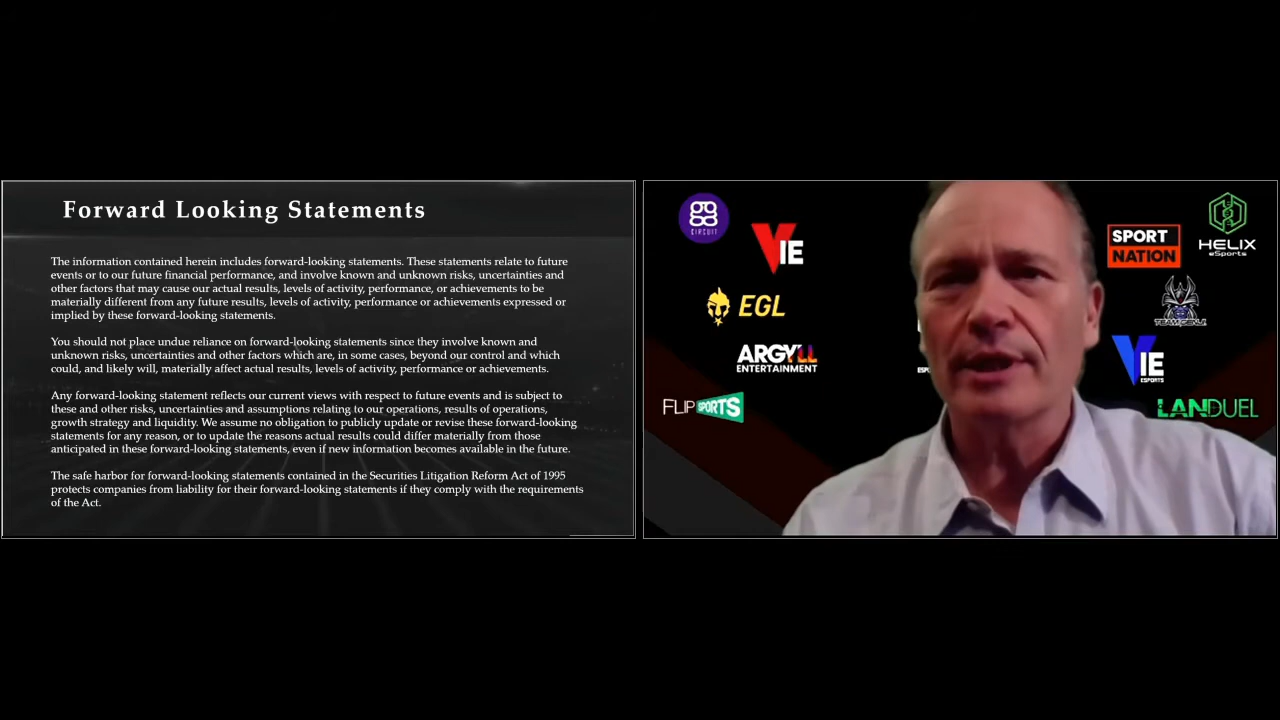 Forward Looking Statements
The information contained herein includes forward-looking statements. These statements relate to future
events or to our future financial performance, and involve known and unknown risks, uncertainties and
other factors that may cause our actual results, levels of activity, performance, or achievements to be
materially different from any future results, levels of activity, performance or achievements expressed or
implied by these forward-looking statements.
You should not place undue reliance on forward-looking statements since they involve known and
unknown risks, uncertainties and other factors which are, in some cases, beyond our control and which
could, and likely will, materially affect actual results, levels of activity, performance or achievements.
Any forward-looking statement reflects our current views with respect to future events and is subject to
these and other risks, uncertainties and assumptions relating to our operations, results of operations,
growth strategy and liquidity. We assume no obligation to publicly update or revise these forward-looking
statements for any reason, or to update the reasons actual results could differ materially from those
anticipated in these forward-looking statements, even if new information becomes available in the future.
The safe harbor for forward-looking statements contained in the Securities Litigation Reform Act of 1995
protects companies from liability for their forward-looking statements if they comply with the requirements
of the Act.
CIRCUIT
VIE
EGL
ARGYLL
ENTERTAINMENT
FLIPSPORTS
SPORT
NATION
HELIX
eSports
VIE
ESPORTS
LANDUEL